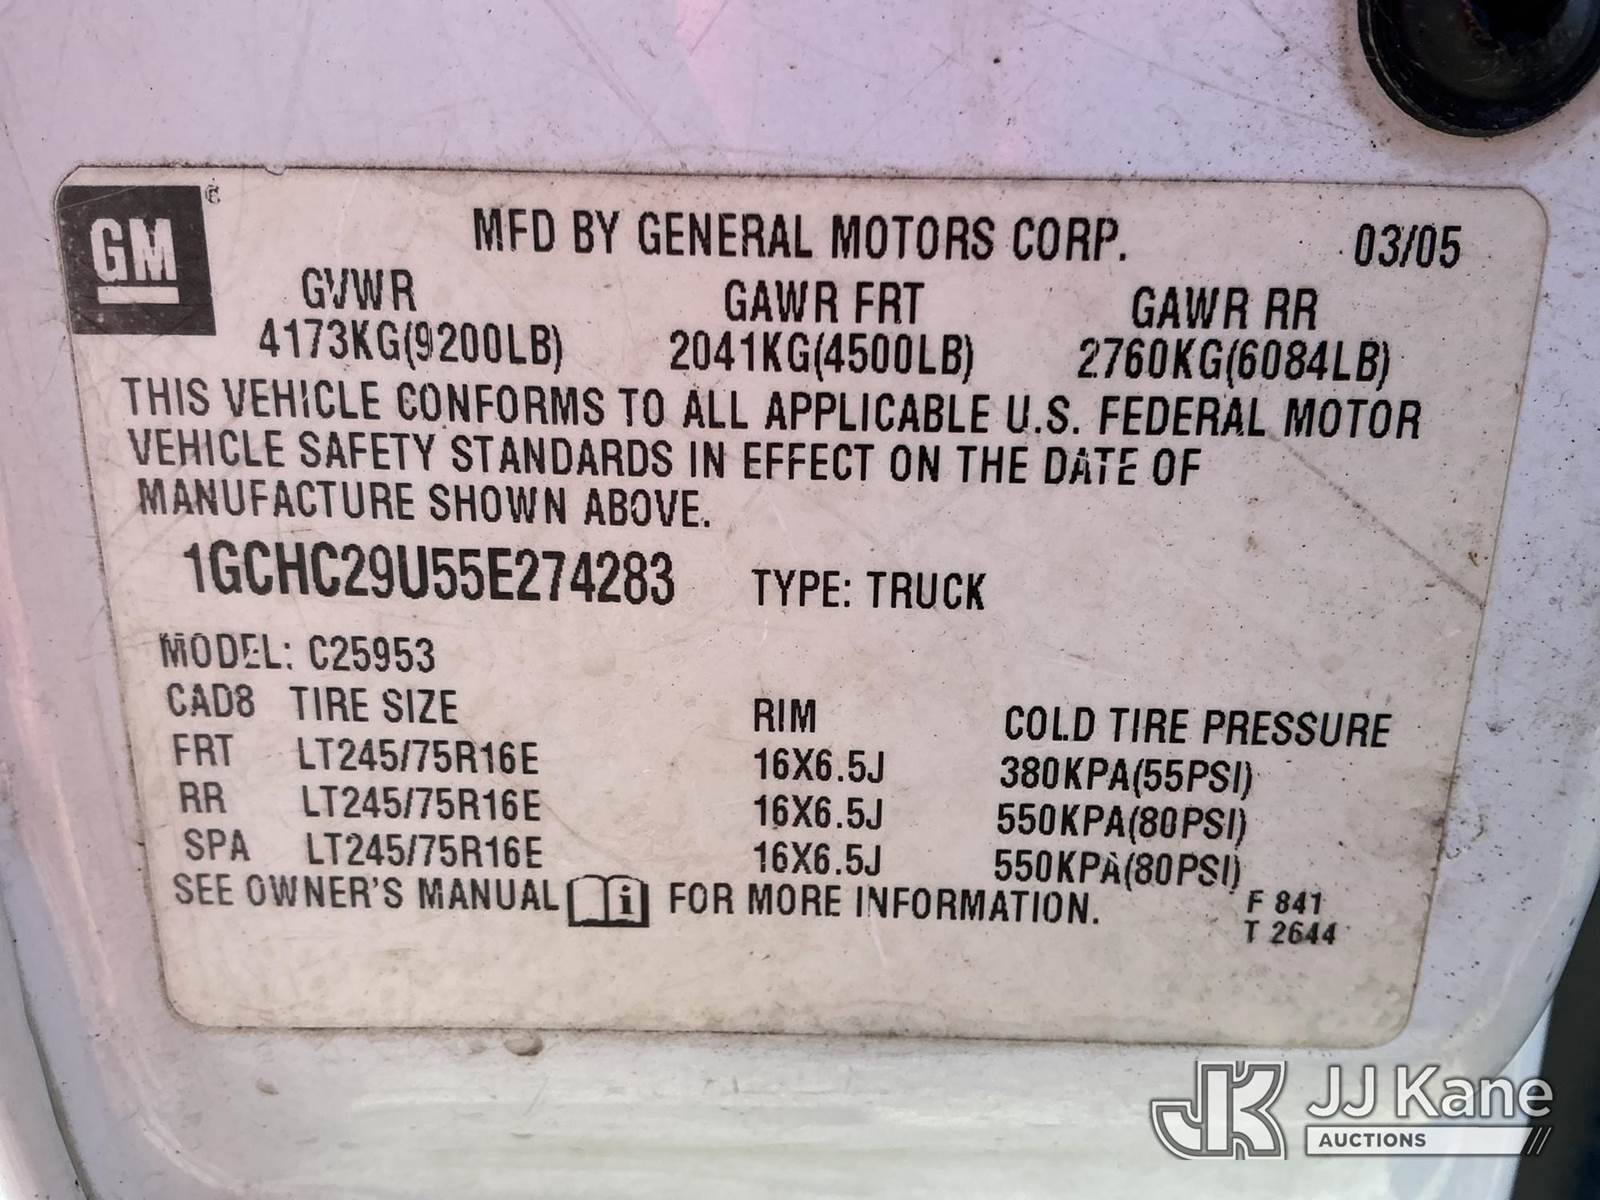 GM
MFD BY GENERAL MOTORS CORP. 03/05
GVWR GAWR FRT GAWR RR
4173KG(9200LB) 2041KG(4500LB) 2760KG(6084LB)
THIS VEHICLE CONFORMS TO ALL APPLICABLE U.S. FEDERAL MOTOR
VEHICLE SAFETY STANDARDS IN EFFECT ON THE DATE OF
MANUFACTURE SHOWN ABOVE.
1GCHC29U55E274283 TYPE: TRUCK
MODEL: C25953
CAD8 TIRE SIZE RIM COLD TIRE PRESSURE
FRT LT245/75R16E 16X6.5J 380KPA(55PSI)
RR LT245/75R16E 16X6.5J 550KPA(80PSI)
SPA LT245/75R16E 16X6.5J 550KPA(80PSI)
SEE OWNER'S MANUAL i FOR MORE INFORMATION.
F 841
T 2644
JK JJ Kane
AUCTIONS